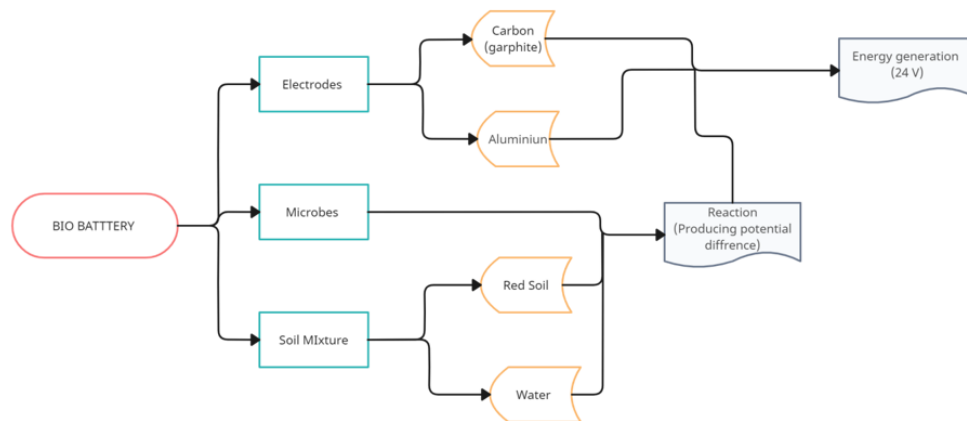 Carbon
(garphite)
Energy generation
(24 V)
Electrodes
Aluminiun
Microbes
BIO BATTTERY
Reaction
(Producing potential
diffrence)
Red Soil
Soil MIxture
Water